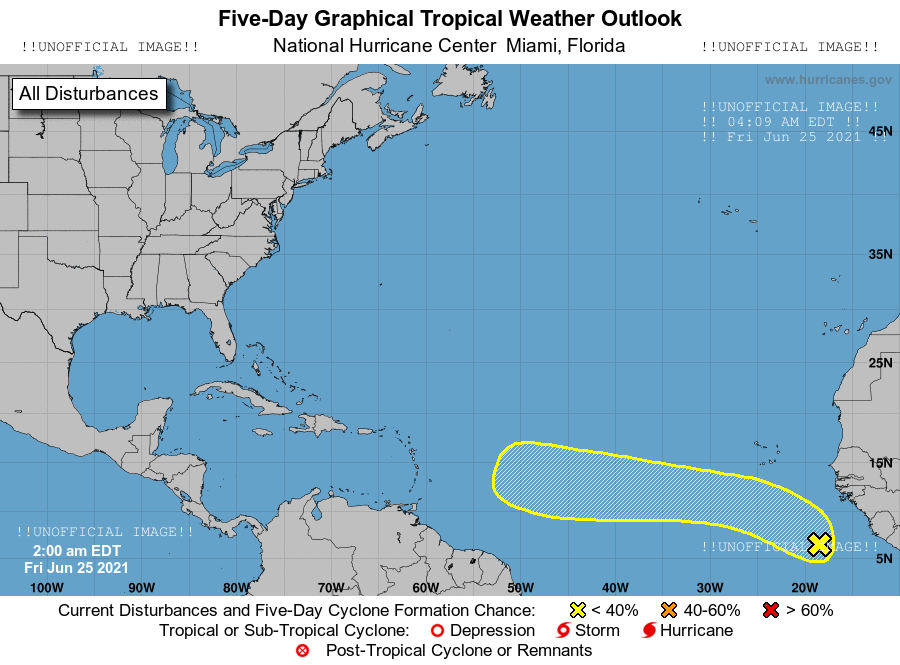 Five-Day Graphical Tropical Weather Outlook
!!UNOFFICIAL IMAGE!! National Hurricane Center Miami, Florida !!UNOFFICIAL IMAGE!!
www.hurricanes.gov
All Disturbances
!!UNOFFICIAL IMAGE!!
!! 04:09 AM EDT !!
!! Fri Jun 25 2021 !!
45N
35N
25N
15N
!!UNOFFICIAL IMAGE!!
!!UNOFFICIAL IMAGE!!
2:00 am EDT
5N
Fri Jun 25 2021
100W 90W 80W 70W 60W 50W 40W 30W 20W
Current Disturbances and Five-Day Cyclone Formation Chance: < 40% 40-60% > 60%
Tropical or Sub-Tropical Cyclone: Depression Storm Hurricane
Post-Tropical Cyclone or Remnants